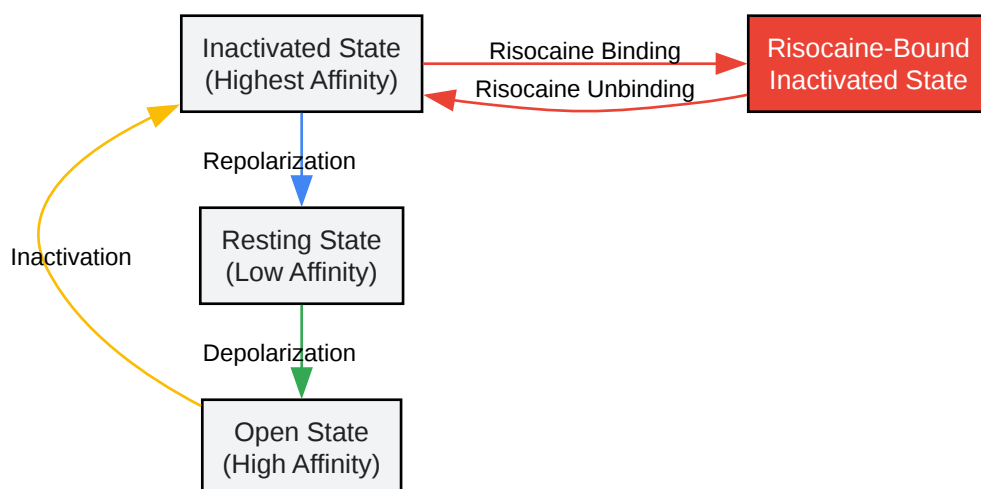 Inactivated State
(Highest Affinity)
Risocaine Binding
Risocaine Unbinding
Risocaine-Bound
Inactivated State
Repolarization
Resting State
(Low Affinity)
Inactivation
Depolarization
Open State
(High Affinity)